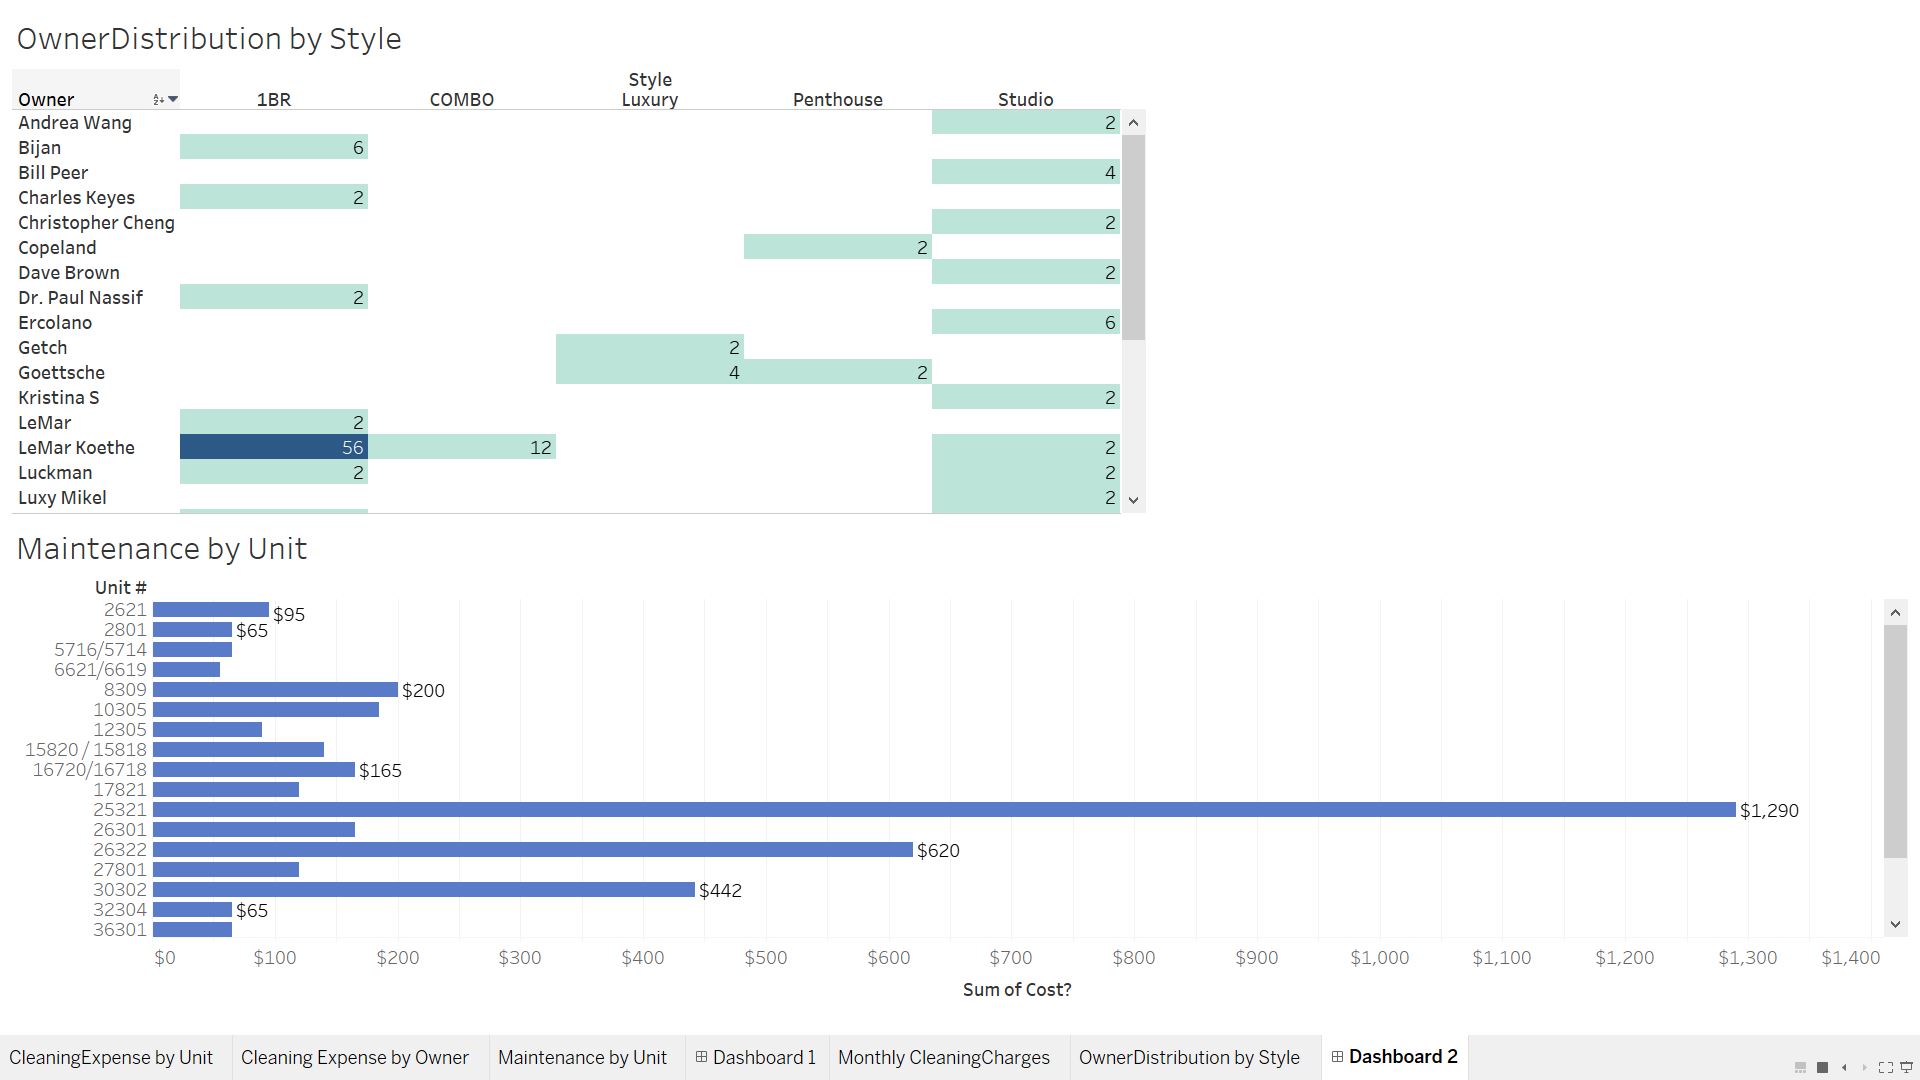 OwnerDistribution by Style
Style
Owner 1BR COMBO Luxury Penthouse Studio
Andrea Wang 2
Bijan 6
Bill Peer 4
Charles Keyes 2
Christopher Cheng 2
Copeland 2
Dave Brown 2
Dr. Paul Nassif 2
Ercolano 6
Getch 2
Goettsche 4 2
Kristina S 2
LeMar 2
LeMar Koethe 56 12 2
Luckman 2 2
Luxy Mikel 2
Maintenance by Unit
Unit #
2621 $95
2801 $65
5716/5714
6621/6619
8309 $200
10305
12305
15820 / 15818
16720/16718 $165
17821
25321 $1,290
26301
26322 $620
27801
30302 $442
32304 $65
36301
$0 $100 $200 $300 $400 $500 $600 $700 $800 $900 $1,000 $1,100 $1,200 $1,300 $1,400
Sum of Cost?
CleaningExpense by Unit Cleaning Expense by Owner Maintenance by Unit Dashboard 1 Monthly CleaningCharges OwnerDistribution by Style Dashboard 2